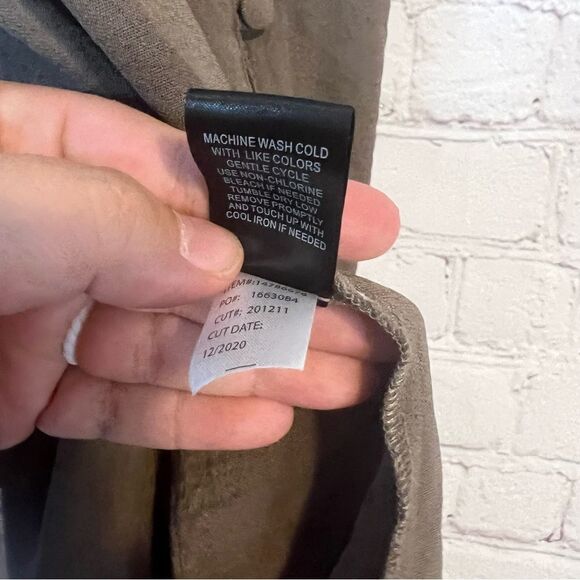 MACHINE WASH COLD
WITH LIKE COLORS
GENTLE CYCLE
USE NON-CHLORINE
BLEACH IF NEEDED
TUMBLE DRY LOW
REMOVE PROMPTLY
AND TOUCH UP WITH
COOL IRON IF NEEDED
PO#: 1663084
CUT#: 201211
CUT DATE:
12/2020